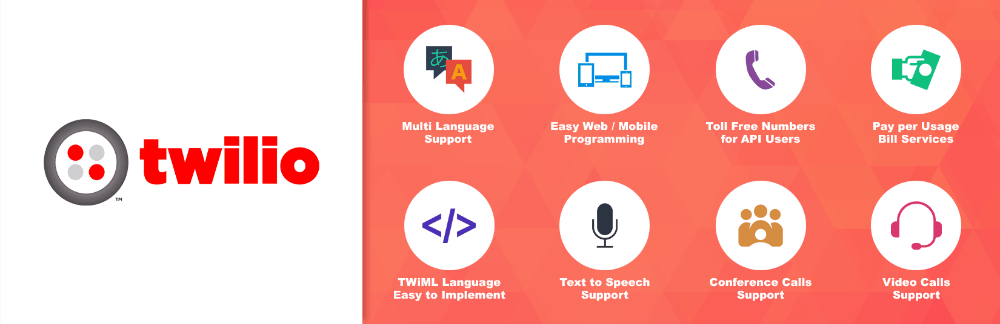 twilio
TM
あ
A
Multi Language
Support
Easy Web / Mobile
Programming
Toll Free Numbers
for API Users
Pay per Usage
Bill Services
</>
TWiML Language
Easy to Implement
Text to Speech
Support
Conference Calls
Support
Video Calls
Support